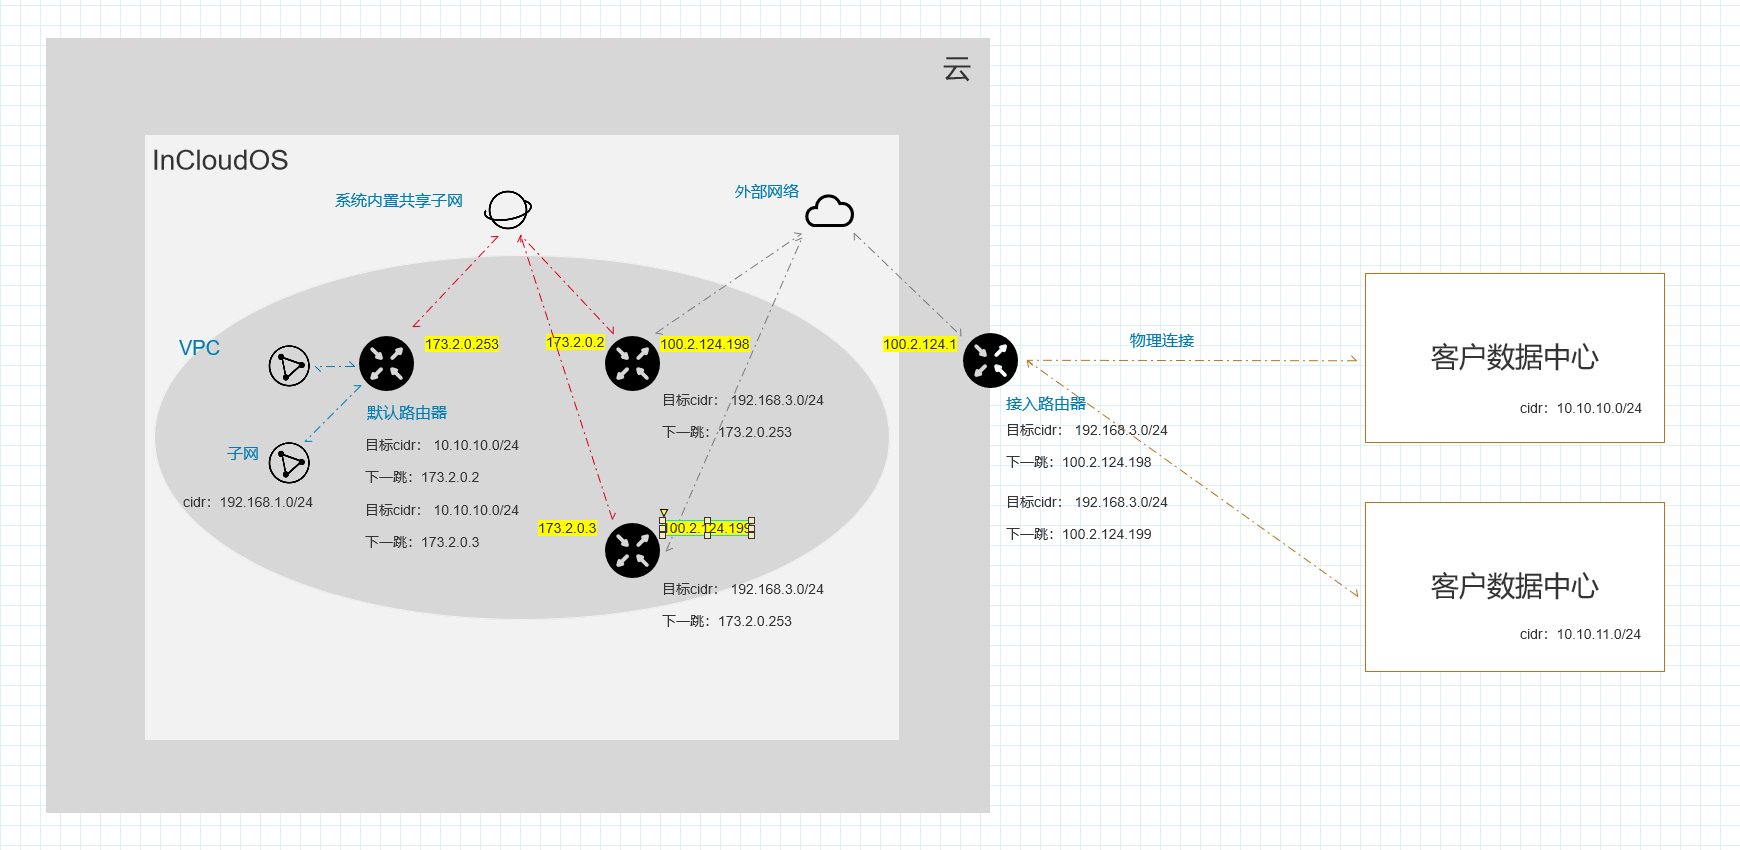 云
InCloudOS
系统内置共享子网
外部网络
VPC
173.2.0.253
173.2.0.2
100.2.124.198
100.2.124.1
物理连接
客户数据中心
cidr：10.10.10.0/24
默认路由器
目标cidr： 10.10.10.0/24
下一跳：173.2.0.2
目标cidr： 10.10.10.0/24
下一跳：173.2.0.3
目标cidr： 192.168.3.0/24
下一跳：173.2.0.253
接入路由器
目标cidr： 192.168.3.0/24
下一跳：100.2.124.198
目标cidr： 192.168.3.0/24
下一跳：100.2.124.199
子网
cidr：192.168.1.0/24
173.2.0.3
100.2.124.199
目标cidr： 192.168.3.0/24
下一跳：173.2.0.253
客户数据中心
cidr：10.10.11.0/24